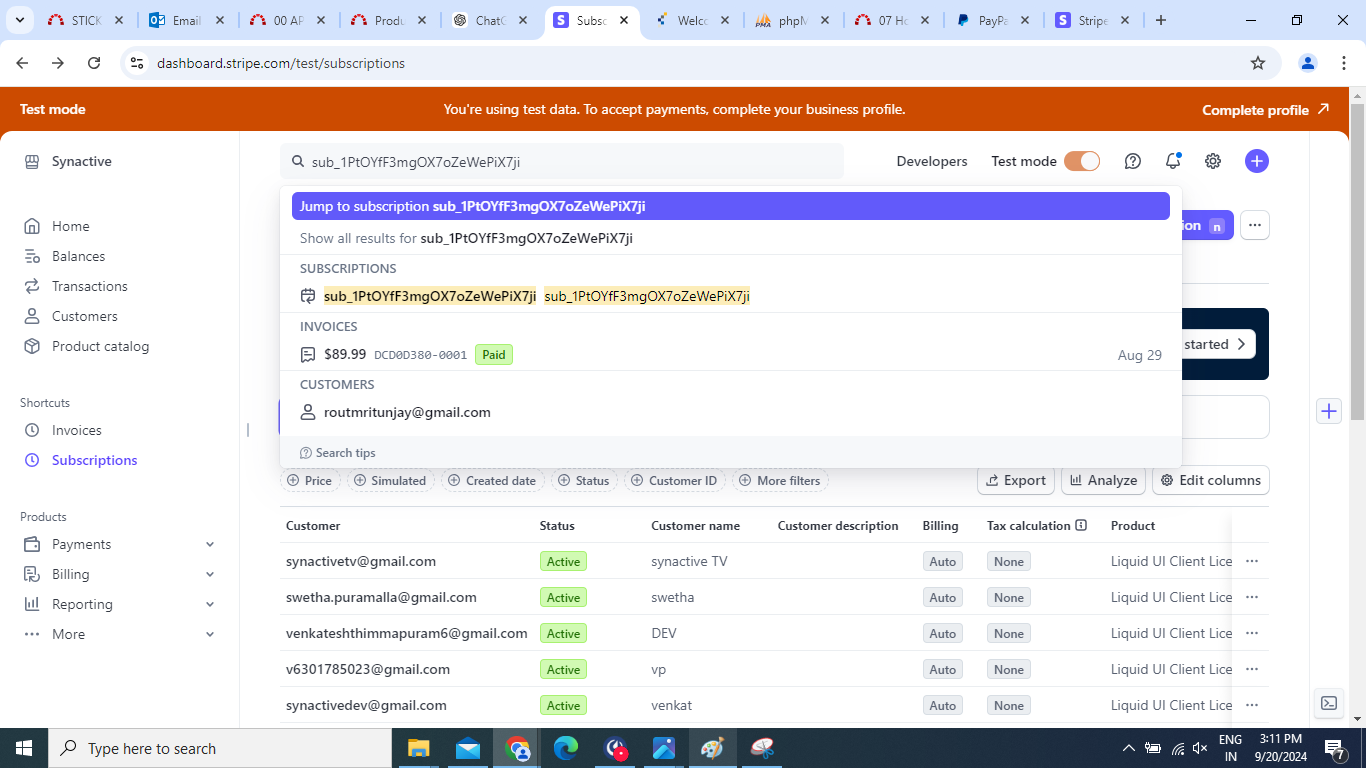 STICK
Email
00 AP
Produ
ChatG
Subsc
Welco
phpM
07 Ho
PayPa
Stripe
dashboard.stripe.com/test/subscriptions
Test mode You're using test data. To accept payments, complete your business profile. Complete profile
Synactive
sub_1PtOYfF3mgOX7oZeWePiX7ji
Developers Test mode
Jump to subscription sub_1PtOYfF3mgOX7oZeWePiX7ji
Show all results for sub_1PtOYfF3mgOX7oZeWePiX7ji
SUBSCRIPTIONS
sub_1PtOYfF3mgOX7oZeWePiX7ji sub_1PtOYfF3mgOX7oZeWePiX7ji
INVOICES
$89.99 DCD0D380-0001 Paid Aug 29
CUSTOMERS
routmritunjay@gmail.com
Search tips
ion n
started
Home
Balances
Transactions
Customers
Product catalog
Shortcuts
Invoices
Subscriptions
Products
Payments
Billing
Reporting
More
Price Simulated Created date Status Customer ID More filters Export Analyze Edit columns
Customer Status Customer name Customer description Billing Tax calculation Product
synactivetv@gmail.com Active synactive TV Auto None Liquid UI Client Lice
swetha.puramalla@gmail.com Active swetha Auto None Liquid UI Client Lice
venkateshthimmapuram6@gmail.com Active DEV Auto None Liquid UI Client Lice
v6301785023@gmail.com Active vp Auto None Liquid UI Client Lice
synactivedev@gmail.com Active venkat Auto None Liquid UI Client Lice
Type here to search
ENG
IN
3:11 PM
9/20/2024
7